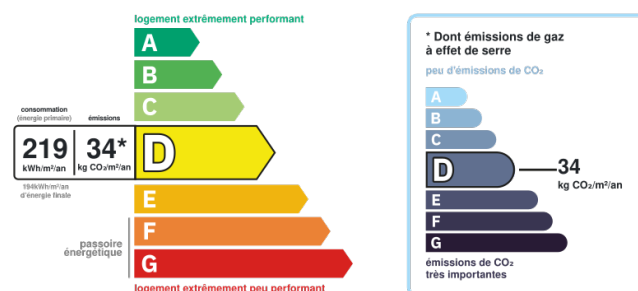 logement extrêmement performant
A
B
C
consommation
(énergie primaire)
émissions
219
kWh/m²/an
34*
kg CO₂/m²/an
D
194kWh/m²/an
d'énergie finale
E
F
G
passoire
énergétique
logement extrêmement peu performant
* Dont émissions de gaz
à effet de serre
peu d'émissions de CO₂
A
B
C
D
34
kg CO₂/m²/an
E
F
G
émissions de CO₂
très importantes